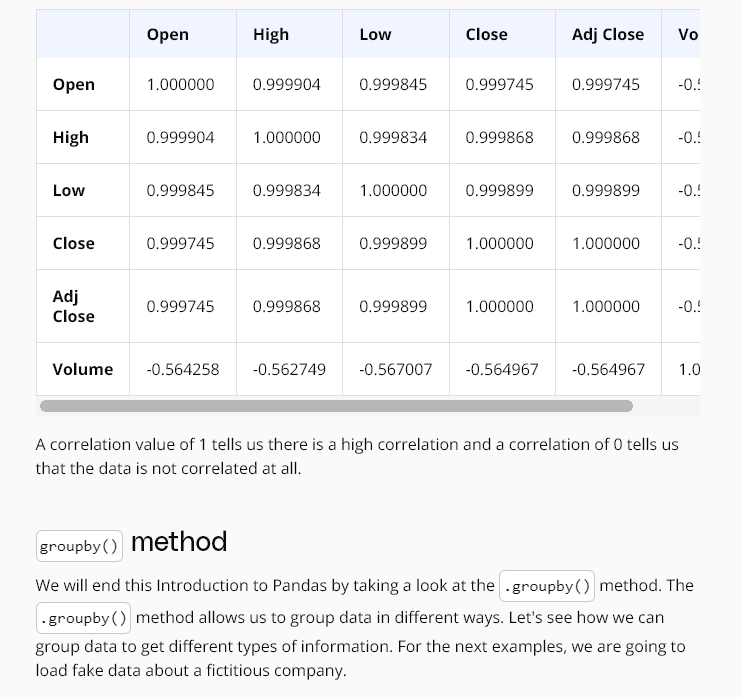 Open High Low Close Adj Close Vo
Open 1.000000 0.999904 0.999845 0.999745 0.999745 -0.5
High 0.999904 1.000000 0.999834 0.999868 0.999868 -0.5
Low 0.999845 0.999834 1.000000 0.999899 0.999899 -0.5
Close 0.999745 0.999868 0.999899 1.000000 1.000000 -0.5
Adj
Close 0.999745 0.999868 0.999899 1.000000 1.000000 -0.5
Volume -0.564258 -0.562749 -0.567007 -0.564967 -0.564967 1.0
A correlation value of 1 tells us there is a high correlation and a correlation of 0 tells us
that the data is not correlated at all.
groupby() method
We will end this Introduction to Pandas by taking a look at the .groupby() method. The
.groupby() method allows us to group data in different ways. Let's see how we can
group data to get different types of information. For the next examples, we are going to
load fake data about a fictitious company.